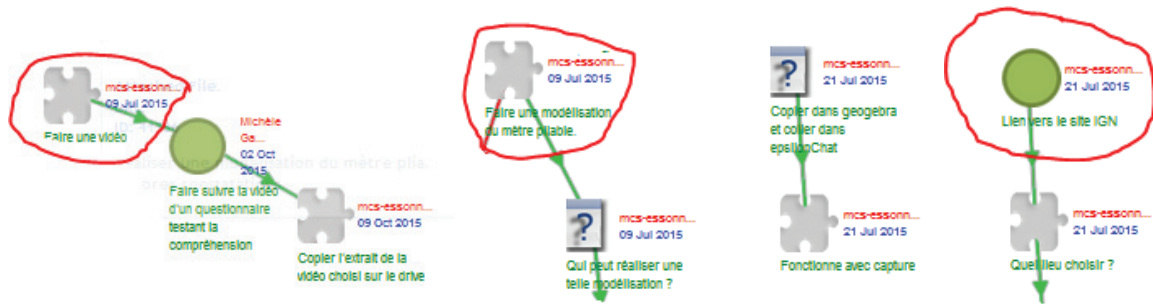 mcs-essonn...
09 Jul 2015
Faire une vidéo
Michèle
Ga...
02 Oct
2015
Faire suivre la vidéo
d'un questionnaire
testant la
compréhension
mcs-essonn...
09 Oct 2015
Copier l'extrait de la
vidéo choisi sur le drive
mcs-essonn...
09 Jul 2015
Faire une modélisation
du mètre pliable.
?
mcs-essonn...
09 Jul 2015
Qui peut réaliser une
telle modélisation ?
?
mcs-essonn...
21 Jul 2015
Copier dans geogebra
et coller dans
epsilonChat
mcs-essonn...
21 Jul 2015
Fonctionne avec capture
mcs-essonn...
21 Jul 2015
Lien vers le site IGN
mcs-essonn...
21 Jul 2015
Quel lieu choisir ?